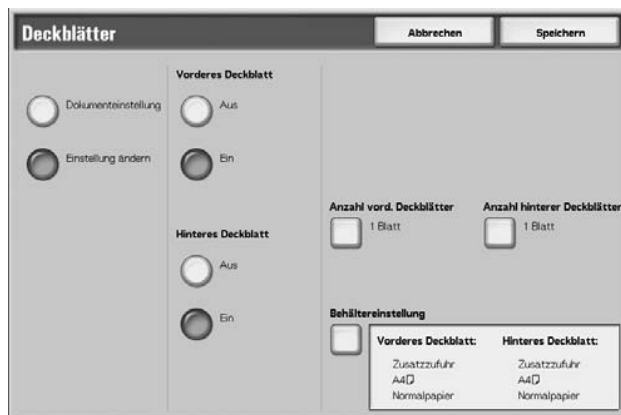 Deckblätter
Abbrechen
Speichern
Dokumenteinstellung
Einstellung ändern
Vorderes Deckblatt
Aus
Ein
Hinteres Deckblatt
Aus
Ein
Anzahl vord. Deckblätter
1 Blatt
Anzahl hinterer Deckblätter
1 Blatt
Behältereinstellung
Vorderes Deckblatt:
Zusatzzufuhr
A4
Normalpapier
Hinteres Deckblatt:
Zusatzzufuhr
A4
Normalpapier